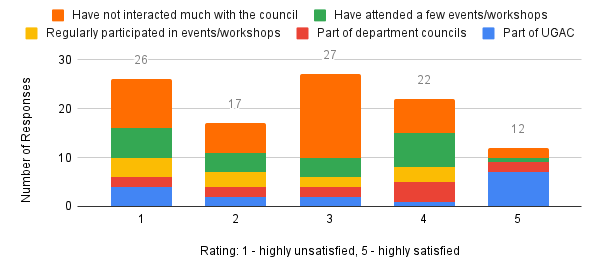 Have not interacted much with the council Have attended a few events/workshops
Regularly participated in events/workshops Part of department councils Part of UGAC
30
20
10
0
Number of Responses
26
17
27
22
12
1 2 3 4 5
Rating: 1 - highly unsatisfied, 5 - highly satisfied